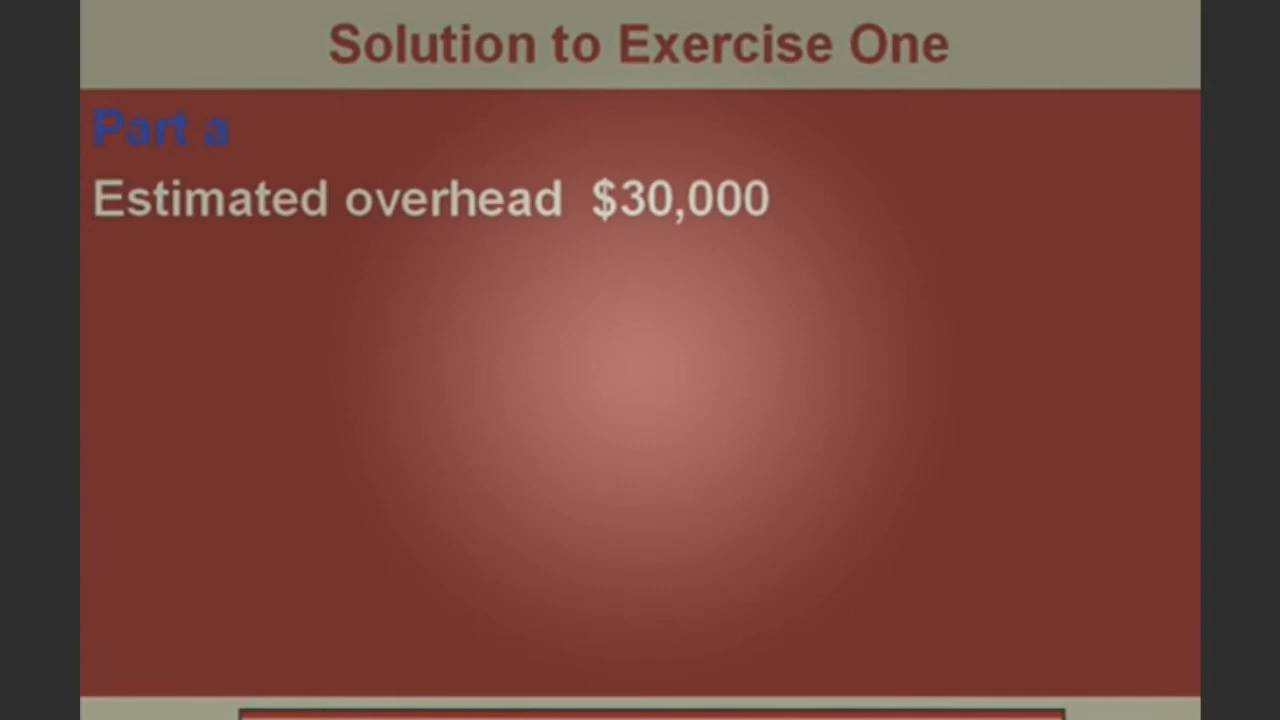 Solution to Exercise One
Part a
Estimated overhead $30,000